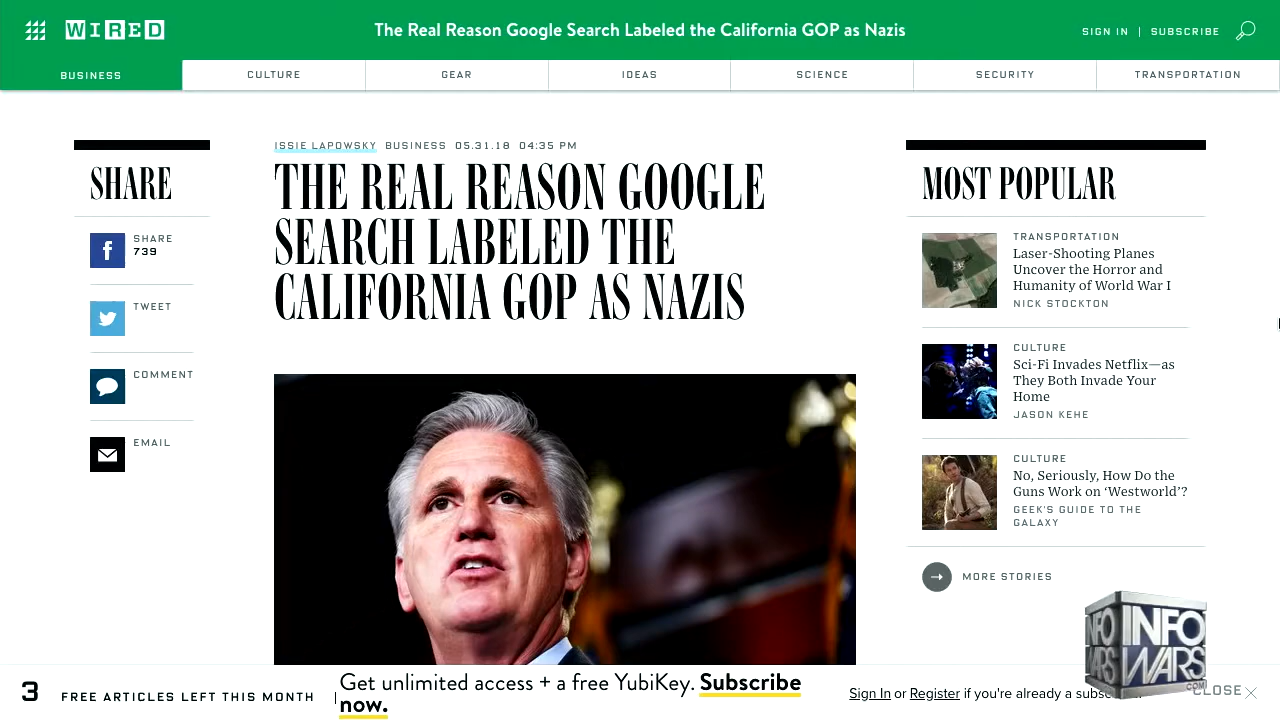 WIRED
The Real Reason Google Search Labeled the California GOP as Nazis
SIGN IN | SUBSCRIBE
BUSINESS
CULTURE
GEAR
IDEAS
SCIENCE
SECURITY
TRANSPORTATION
SHARE
SHARE
739
TWEET
COMMENT
EMAIL
ISSIE LAPOWSKY BUSINESS 05.31.18 04:35 PM
THE REAL REASON GOOGLE
SEARCH LABELED THE
CALIFORNIA GOP AS NAZIS
MOST POPULAR
TRANSPORTATION
Laser-Shooting Planes
Uncover the Horror and
Humanity of World War I
NICK STOCKTON
CULTURE
Sci-Fi Invades Netflix—as
They Both Invade Your
Home
JASON KEHE
CULTURE
No, Seriously, How Do the
Guns Work on ‘Westworld’?
GEEK'S GUIDE TO THE
GALAXY
MORE STORIES
INFO
WARS
.COM
3 FREE ARTICLES LEFT THIS MONTH
Get unlimited access + a free YubiKey. Subscribe
now.
Sign In or Register if you're already a
CLOSE